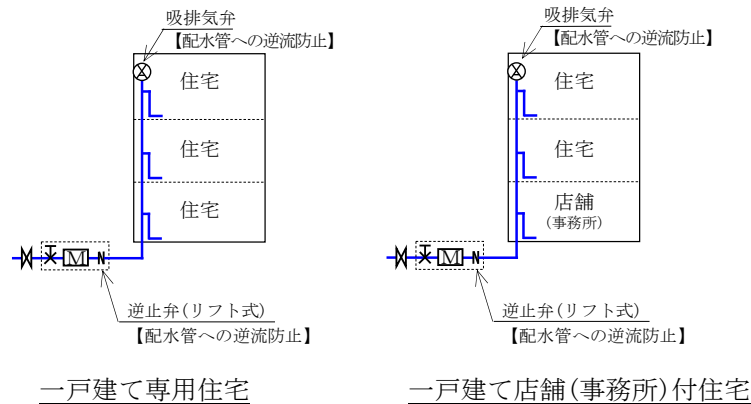 吸排気弁
【配水管への逆流防止】
住宅
住宅
住宅
M
逆止弁(リフト式)
【配水管への逆流防止】
一戸建て専用住宅
吸排気弁
【配水管への逆流防止】
住宅
住宅
店舗
(事務所)
M
逆止弁(リフト式)
【配水管への逆流防止】
一戸建て店舗(事務所)付住宅